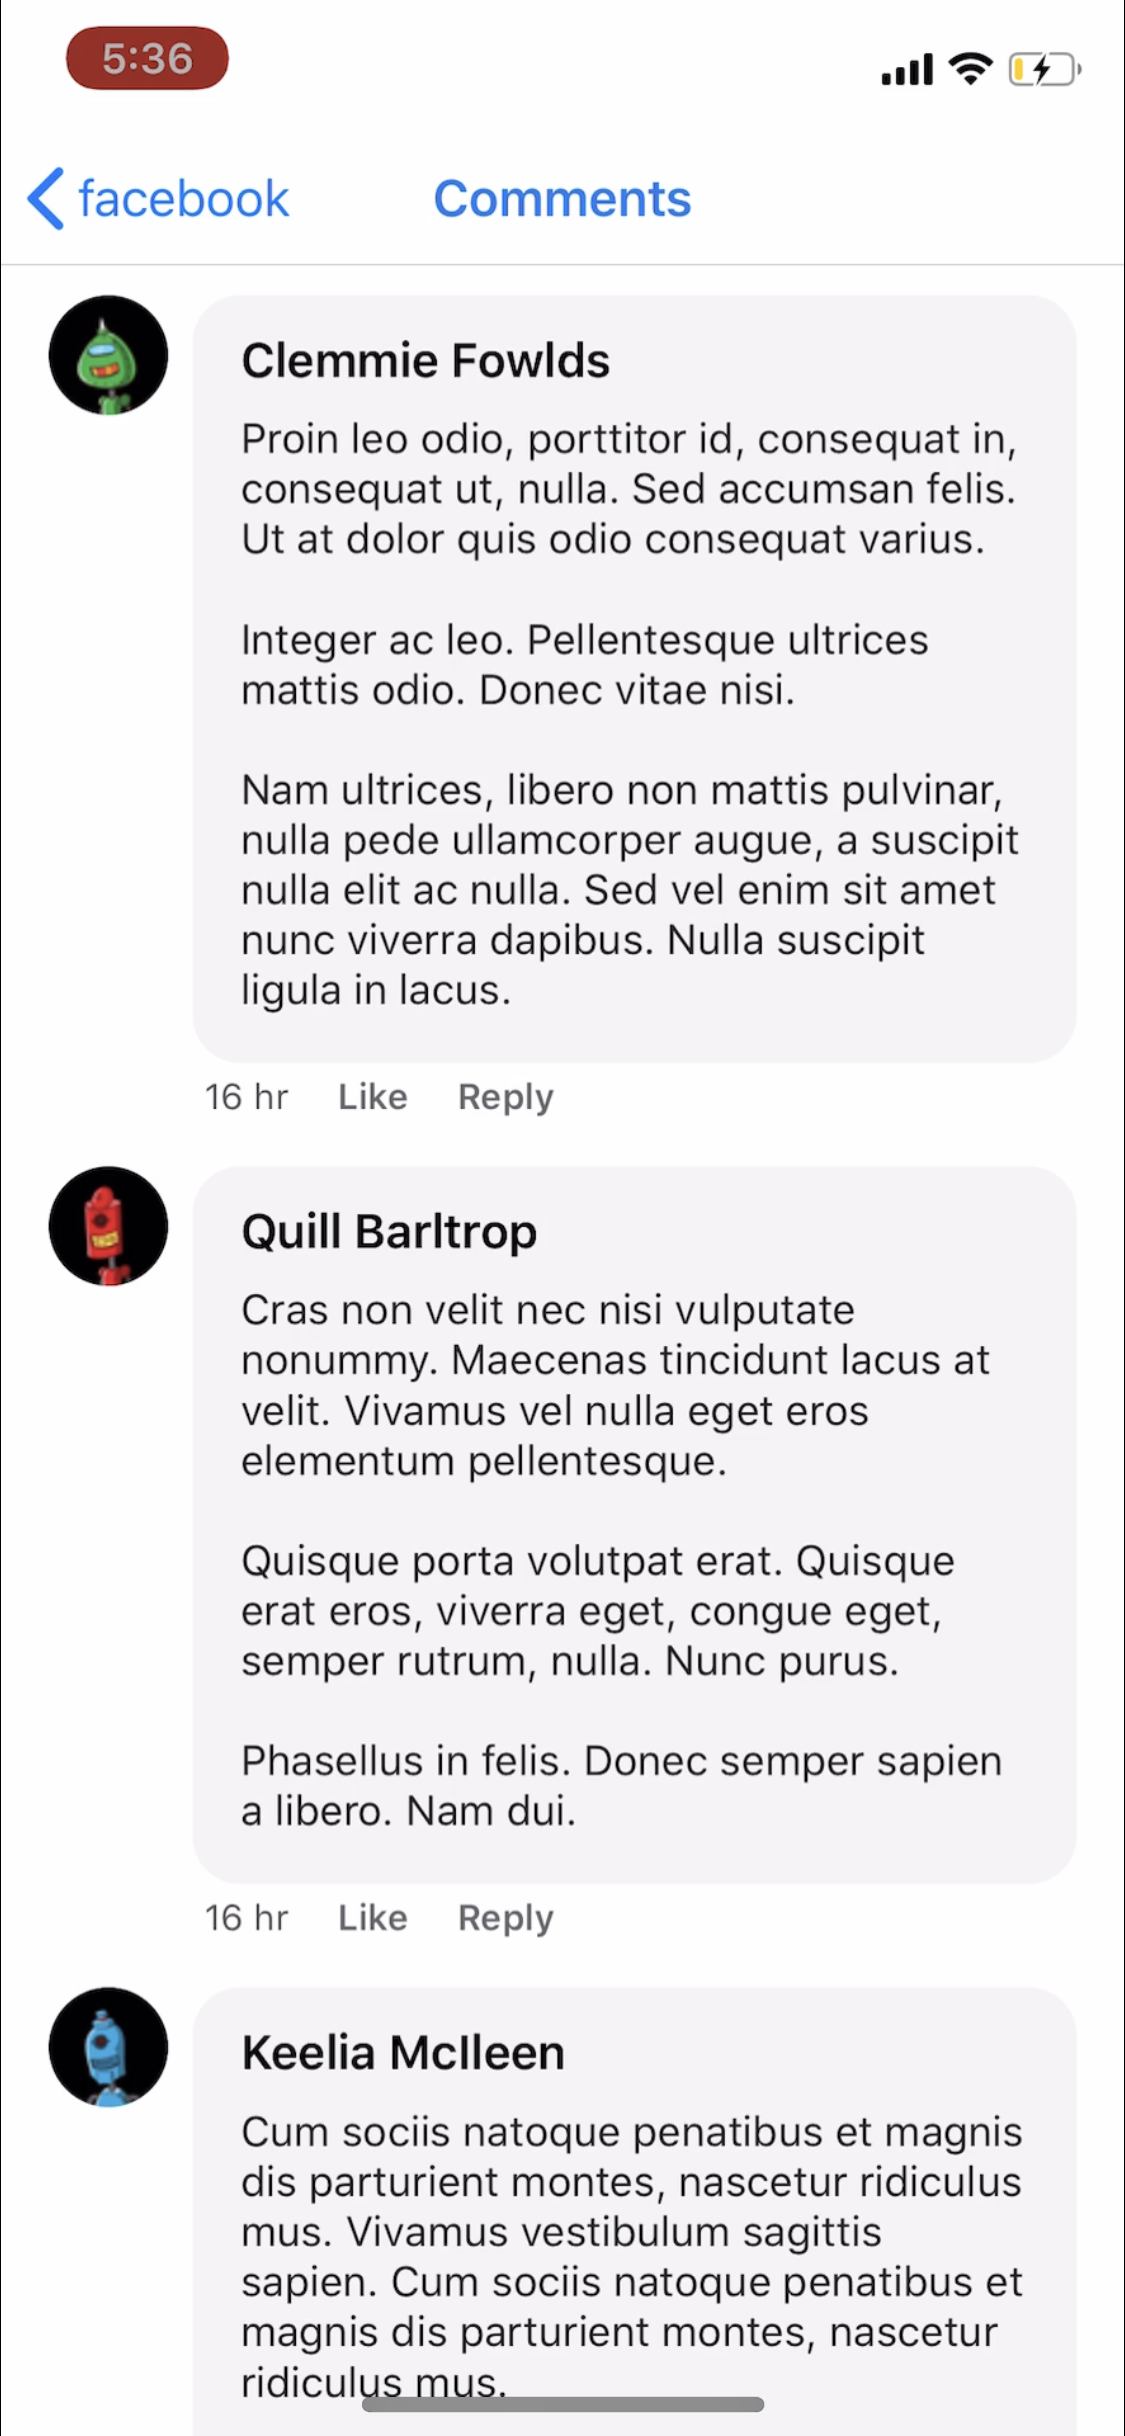 5:36
facebook
Comments
Clemmie Fowlds
Proin leo odio, porttitor id, consequat in,
consequat ut, nulla. Sed accumsan felis.
Ut at dolor quis odio consequat varius.
Integer ac leo. Pellentesque ultrices
mattis odio. Donec vitae nisi.
Nam ultrices, libero non mattis pulvinar,
nulla pede ullamcorper augue, a suscipit
nulla elit ac nulla. Sed vel enim sit amet
nunc viverra dapibus. Nulla suscipit
ligula in lacus.
16 hr Like Reply
Quill Barltrop
Cras non velit nec nisi vulputate
nonummy. Maecenas tincidunt lacus at
velit. Vivamus vel nulla eget eros
elementum pellentesque.
Quisque porta volutpat erat. Quisque
erat eros, viverra eget, congue eget,
semper rutrum, nulla. Nunc purus.
Phasellus in felis. Donec semper sapien
a libero. Nam dui.
16 hr Like Reply
Keelia McIleen
Cum sociis natoque penatibus et magnis
dis parturient montes, nascetur ridiculus
mus. Vivamus vestibulum sagittis
sapien. Cum sociis natoque penatibus et
magnis dis parturient montes, nascetur
ridiculus mus.